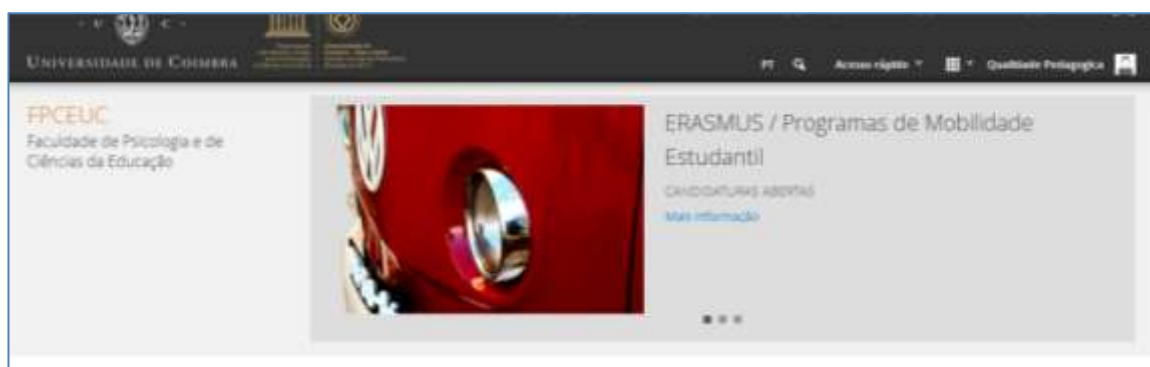 · U C ·
UNIVERSIDADE DE COIMBRA
PT Acesso rápido Qualidade Pedagogica
FPCEUC
Faculdade de Psicologia e de
Ciências da Educação
ERASMUS / Programas de Mobilidade
Estudantil
CANDIDATURAS ABERTAS
Mais informação